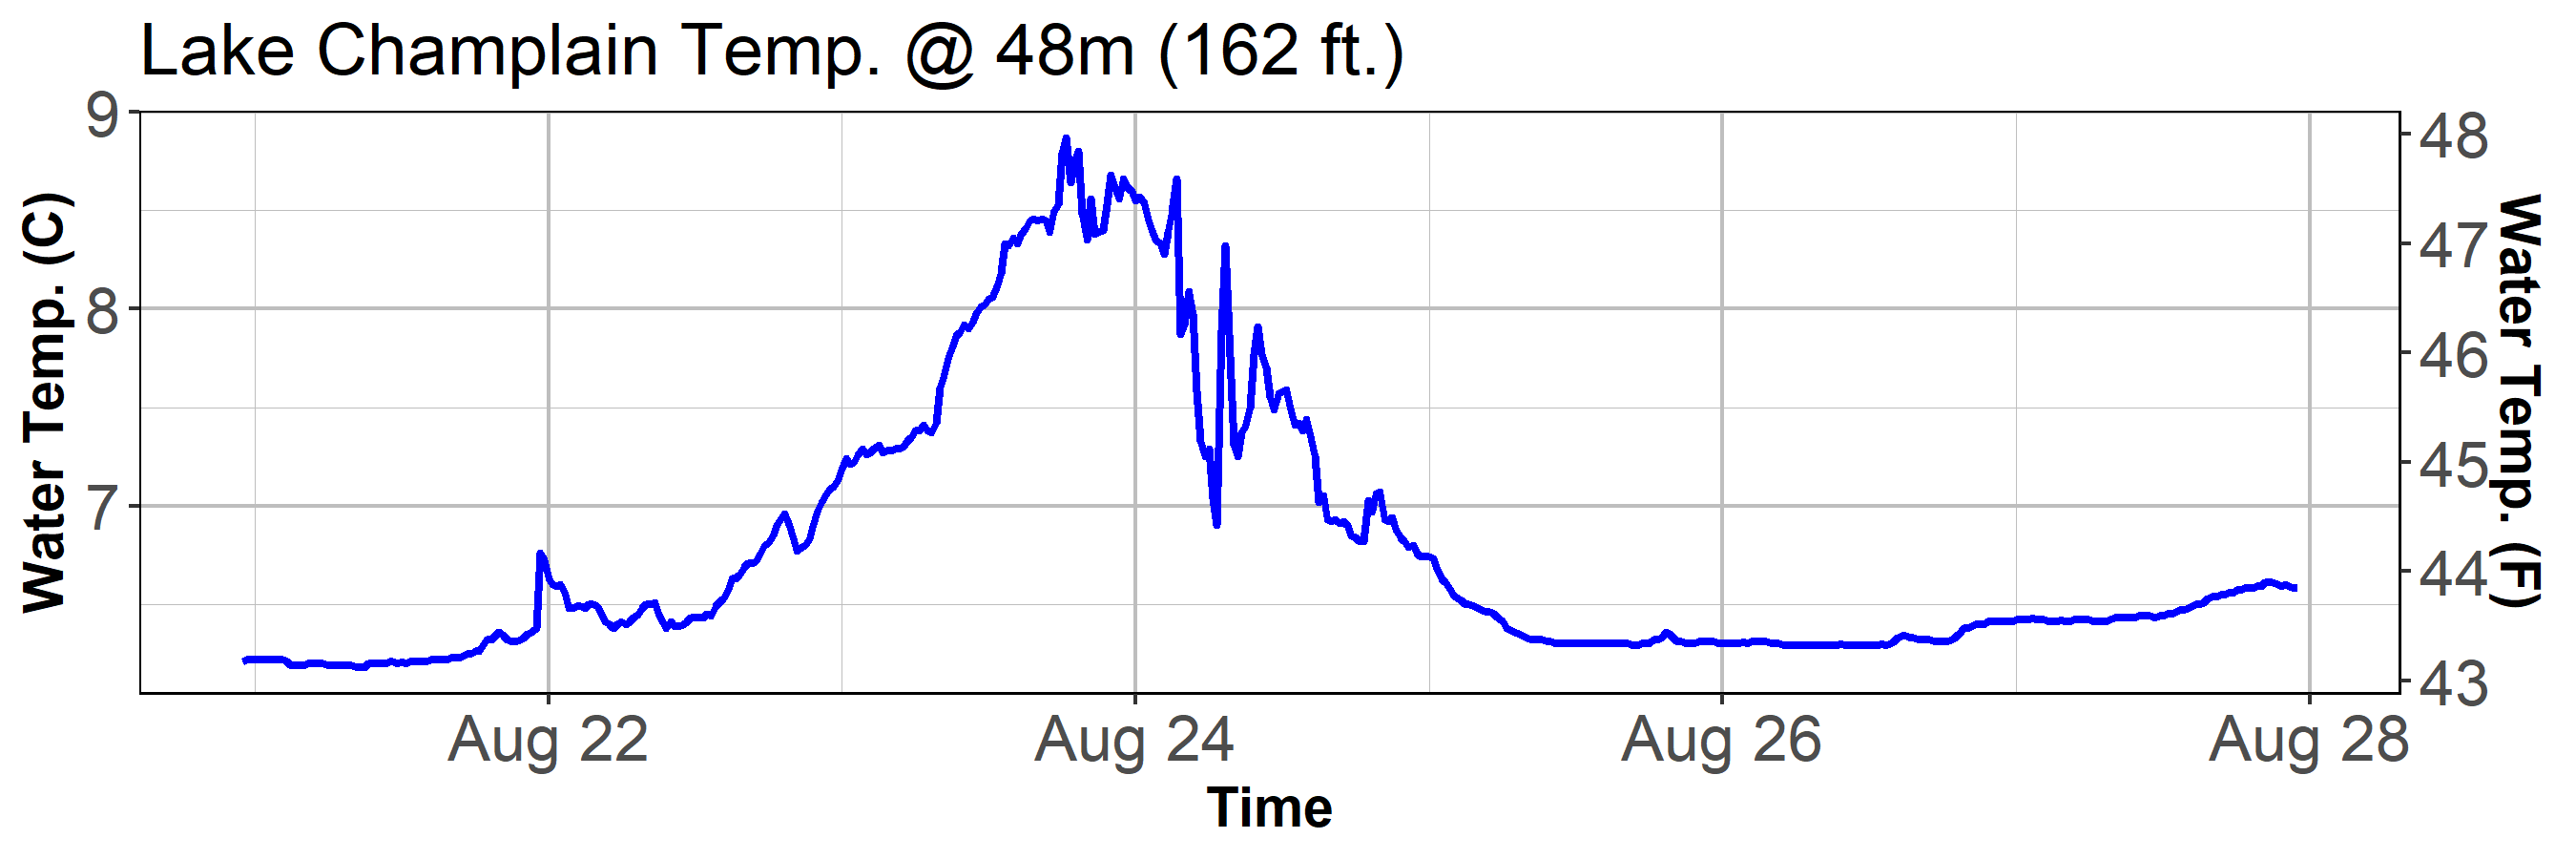 Lake Champlain Temp. @ 48m (162 ft.)
Water Temp. (C)
9
8
7
48
47
46
45
44
43
Water Temp. (F)
Aug 22
Aug 24
Aug 26
Aug 28
Time